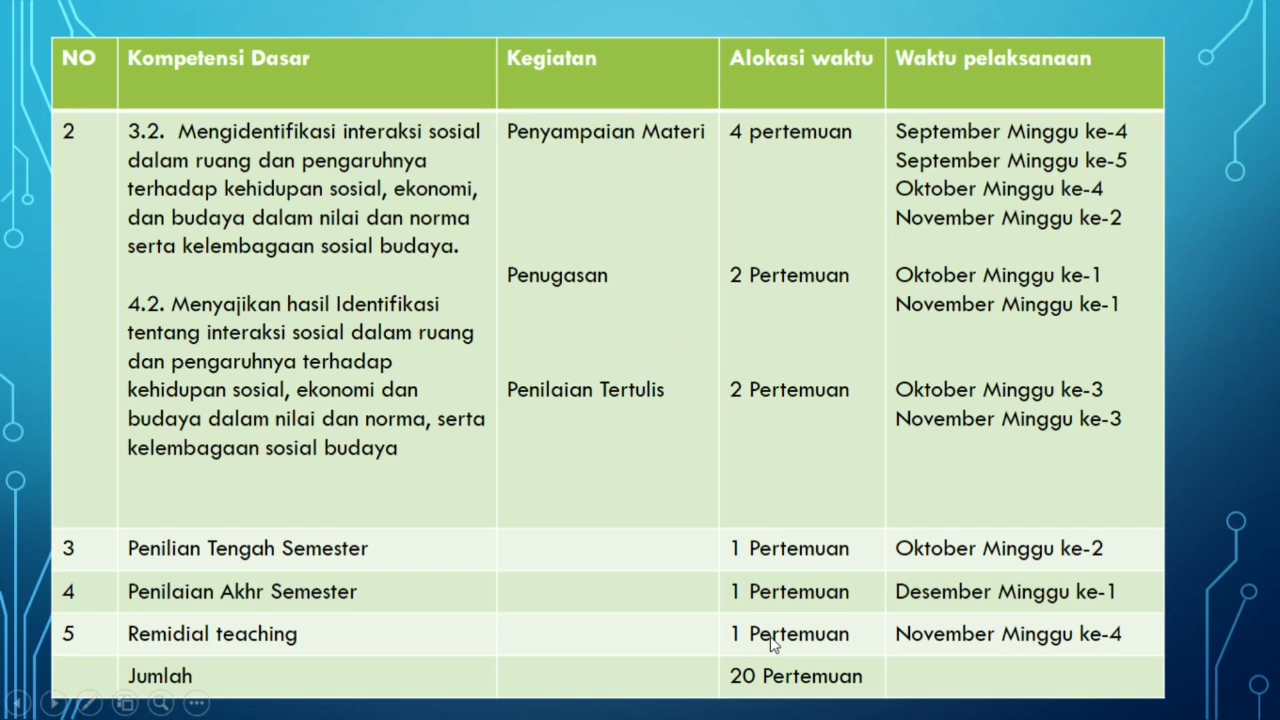 NO
Kompetensi Dasar
Kegiatan
Alokasi waktu
Waktu pelaksanaan
2
3.2. Mengidentifikasi interaksi sosial
dalam ruang dan pengaruhnya
terhadap kehidupan sosial, ekonomi,
dan budaya dalam nilai dan norma
serta kelembagaan sosial budaya.
4.2. Menyajikan hasil Identifikasi
tentang interaksi sosial dalam ruang
dan pengaruhnya terhadap
kehidupan sosial, ekonomi dan
budaya dalam nilai dan norma, serta
kelembagaan sosial budaya
Penyampaian Materi
4 pertemuan
September Minggu ke-4
September Minggu ke-5
Oktober Minggu ke-4
November Minggu ke-2
Penugasan
2 Pertemuan
Oktober Minggu ke-1
November Minggu ke-1
Penilaian Tertulis
2 Pertemuan
Oktober Minggu ke-3
November Minggu ke-3
3
Penilian Tengah Semester
1 Pertemuan
Oktober Minggu ke-2
4
Penilaian Akhr Semester
1 Pertemuan
Desember Minggu ke-1
5
Remidial teaching
1 Pertemuan
November Minggu ke-4
Jumlah
20 Pertemuan